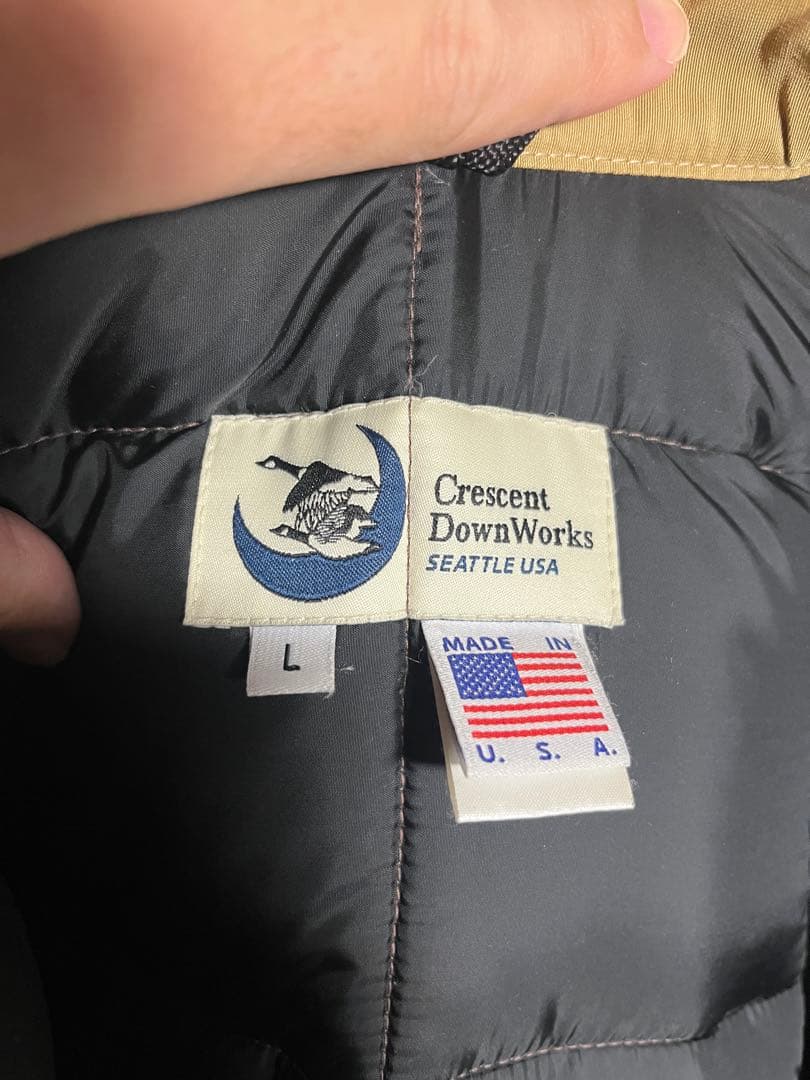 Crescent
DownWorks
SEATTLE USA
L
MADE IN
U. S. A.